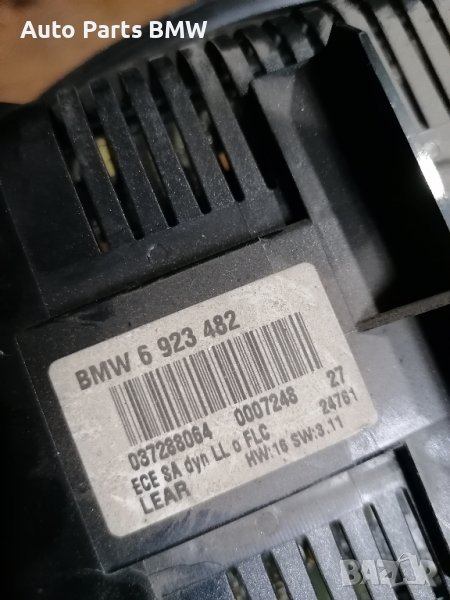 Auto Parts BMW
BMW 6 923 482
037288064 0007248 27
ECE SA dyn LL o FLC 24761
LEAR HW:16 SW:3.11
BAZAR